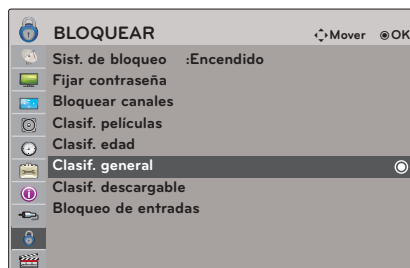 BLOQUEAR Mover OK
Sist. de bloqueo :Encendido
Fijar contraseña
Bloquear canales
Clasif. películas
Clasif. edad
Clasif. general
Clasif. descargable
Bloqueo de entradas